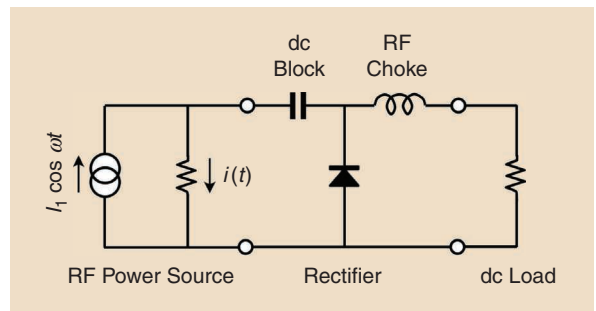 dc
Block
RF
Choke
I₁ cos ωt
i(t)
RF Power Source
Rectifier
dc Load